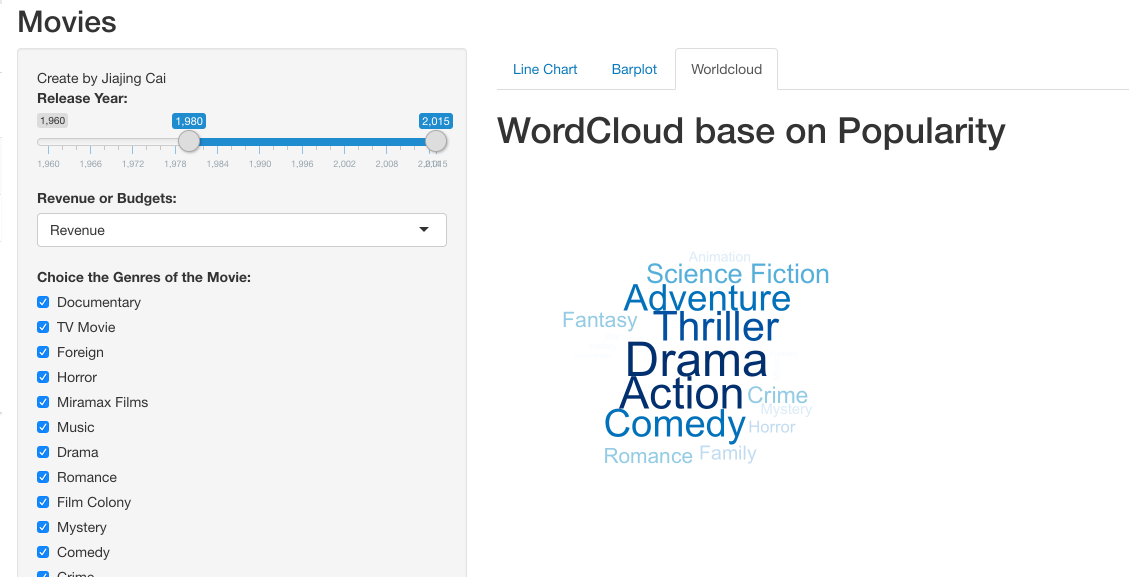 Movies
Create by Jiajing Cai
Release Year:
1,960 1,980 2,015
1,960 1,966 1,972 1,978 1,984 1,990 1,996 2,002 2,008 2,015
Revenue or Budgets:
Revenue
Choice the Genres of the Movie:
Documentary
TV Movie
Foreign
Horror
Miramax Films
Music
Drama
Romance
Film Colony
Mystery
Comedy
Crime
Line Chart Barplot Worldcloud
WordCloud base on Popularity
Animation
Science Fiction
Adventure
Fantasy Thriller
Drama
Action Crime
Mystery
Comedy Horror
Romance Family